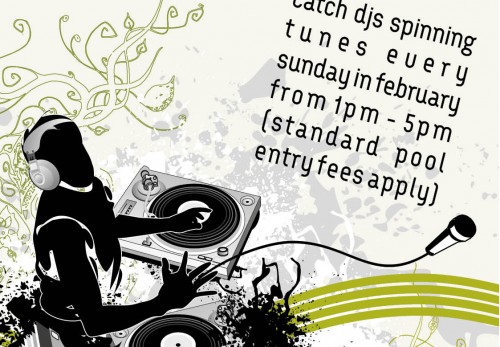 catch djs spinning
tunes every
sunday in february
from 1pm - 5pm
(standard pool
entry fees apply)